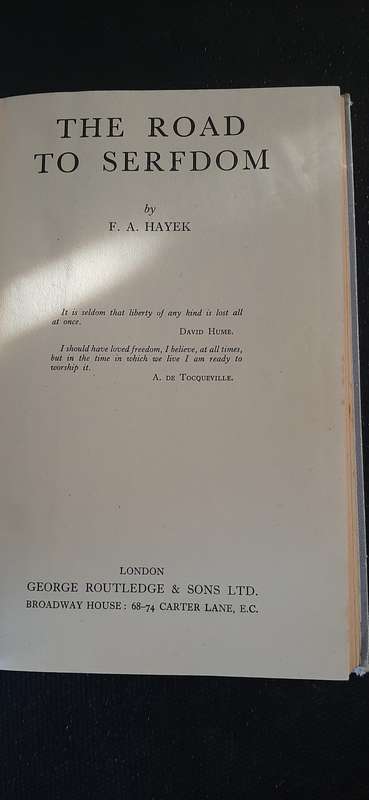 THE ROAD
TO SERFDOM
by
F. A. HAYEK
It is seldom that liberty of any kind is lost all
at once.
DAVID HUME.
I should have loved freedom, I believe, at all times,
but in the time in which we live I am ready to
worship it.
A. DE TOCQUEVILLE.
LONDON
GEORGE ROUTLEDGE & SONS LTD.
BROADWAY HOUSE: 68–74 CARTER LANE, E.C.